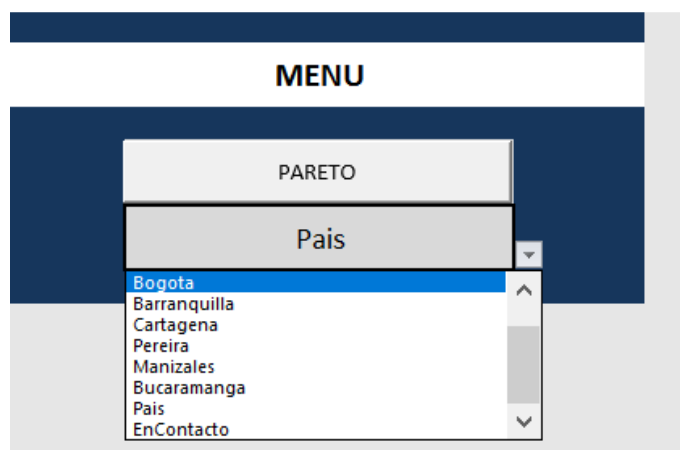 MENU
PARETO
Pais
Bogota
Barranquilla
Cartagena
Pereira
Manizales
Bucaramanga
Pais
EnContacto